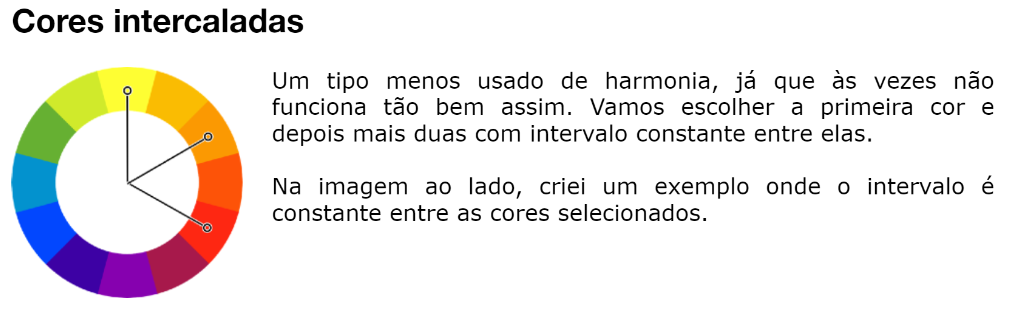 Cores intercaladas
Um tipo menos usado de harmonia, já que às vezes não
funciona tão bem assim. Vamos escolher a primeira cor e
depois mais duas com intervalo constante entre elas.
Na imagem ao lado, criei um exemplo onde o intervalo é
constante entre as cores selecionados.